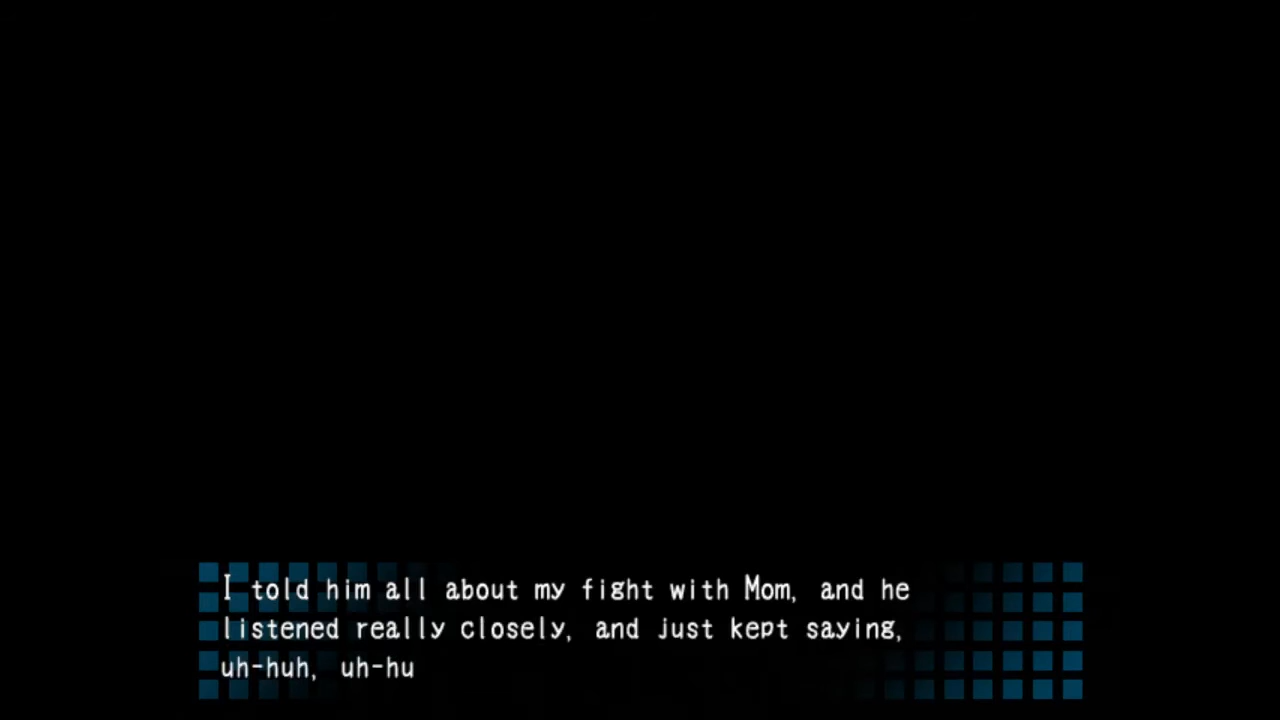 I told him all about my fight with Mom, and he
listened really closely, and just kept saying,
uh-huh, uh-hu